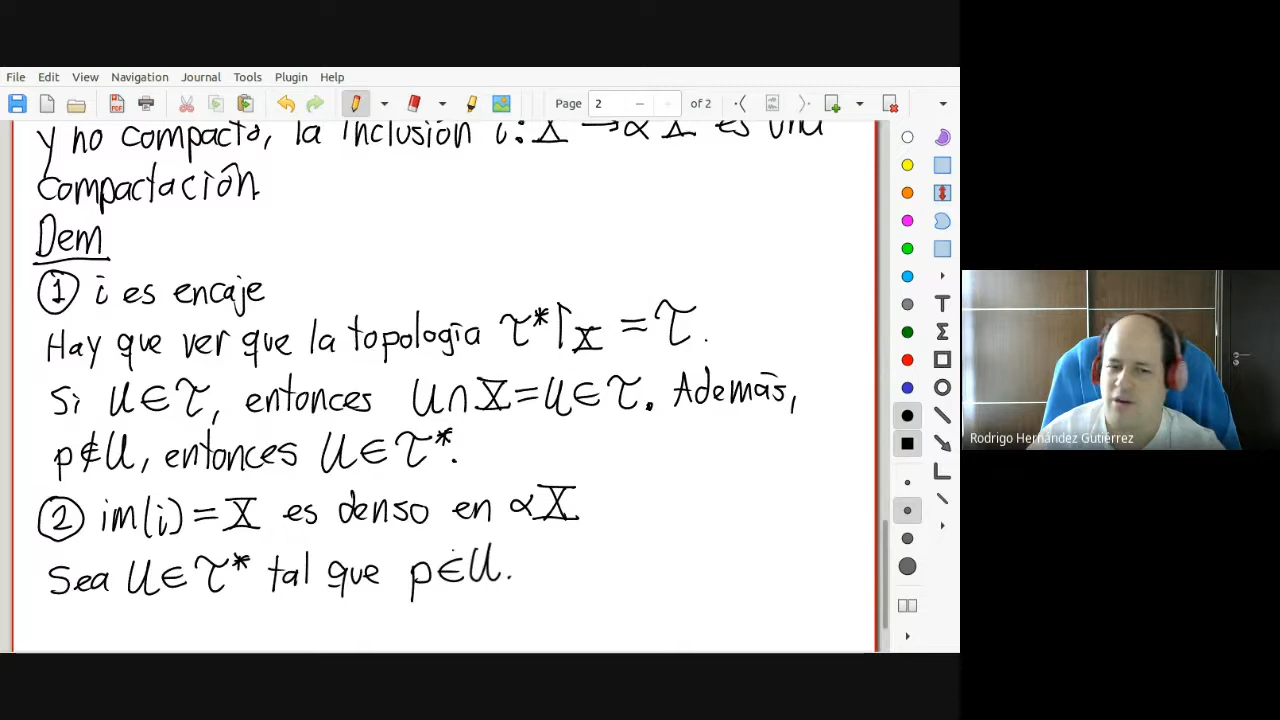 File Edit View Navigation Journal Tools Plugin Help
Page 2 of 2
y no compacto, la inclusión i: X → αX es una
compactación.
Dem
① i es encaje
Hay que ver que la topología τ*↾X = τ.
Si U∈τ, entonces U∩X=U∈τ. Además,
p∉U, entonces U∈τ*.
② im(i) = X es denso en αX
Sea U∈τ* tal que p∈U.
Rodrigo Hernández Gutiérrez